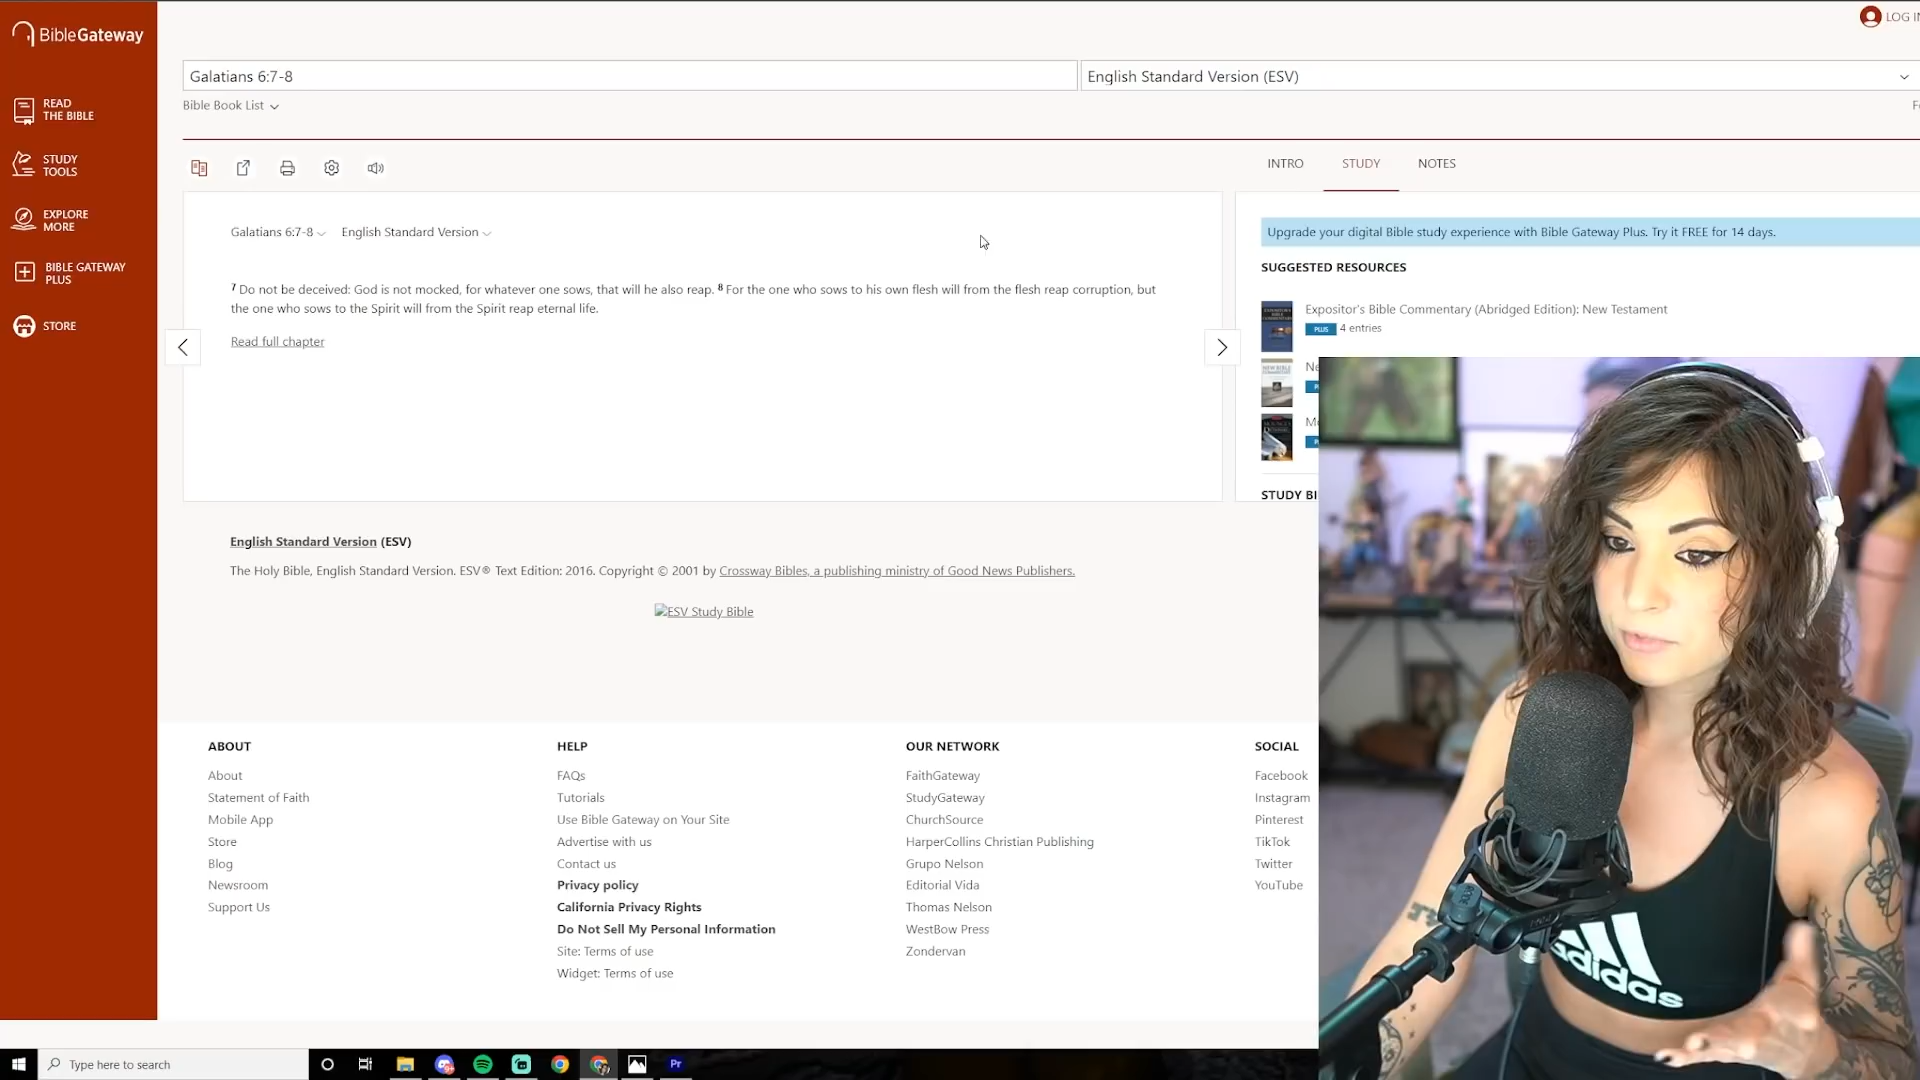 BibleGateway
LOG IN
Galatians 6:7-8
English Standard Version (ESV)
Bible Book List
READ
THE BIBLE
STUDY
TOOLS
EXPLORE
MORE
BIBLE GATEWAY
PLUS
STORE
INTRO
STUDY
NOTES
Galatians 6:7-8
English Standard Version
7 Do not be deceived: God is not mocked, for whatever one sows, that will he also reap. 8 For the one who sows to his own flesh will from the flesh reap corruption, but
the one who sows to the Spirit will from the Spirit reap eternal life.
Read full chapter
Upgrade your digital Bible study experience with Bible Gateway Plus. Try it FREE for 14 days.
SUGGESTED RESOURCES
Expositor's Bible Commentary (Abridged Edition): New Testament
PLUS 4 entries
STUDY BI
English Standard Version (ESV)
The Holy Bible, English Standard Version. ESV® Text Edition: 2016. Copyright © 2001 by Crossway Bibles, a publishing ministry of Good News Publishers.
ESV Study Bible
ABOUT
About
Statement of Faith
Mobile App
Store
Blog
Newsroom
Support Us
HELP
FAQs
Tutorials
Use Bible Gateway on Your Site
Advertise with us
Contact us
Privacy policy
California Privacy Rights
Do Not Sell My Personal Information
Site: Terms of use
Widget: Terms of use
OUR NETWORK
FaithGateway
StudyGateway
ChurchSource
HarperCollins Christian Publishing
Grupo Nelson
Editorial Vida
Thomas Nelson
WestBow Press
Zondervan
SOCIAL
Facebook
Instagram
Pinterest
TikTok
Twitter
YouTube
adidas
Type here to search
Pr